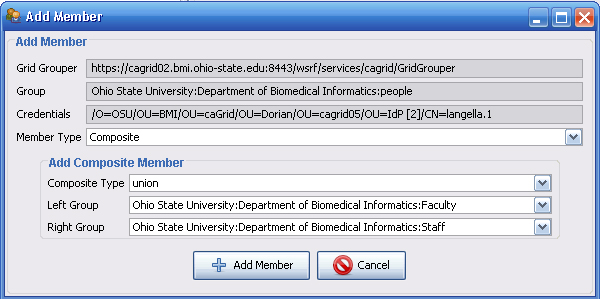 Add Member
Add Member
Grid Grouper https://cagrid02.bmi.ohio-state.edu:8443/wsrf/services/cagrid/GridGrouper
Group Ohio State University:Department of Biomedical Informatics:people
Credentials /O=OSU/OU=BMI/OU=caGrid/OU=Dorian/OU=cagrid05/OU=IdP [2]/CN=langella.1
Member Type Composite
Add Composite Member
Composite Type union
Left Group Ohio State University:Department of Biomedical Informatics:Faculty
Right Group Ohio State University:Department of Biomedical Informatics:Staff
Add Member Cancel